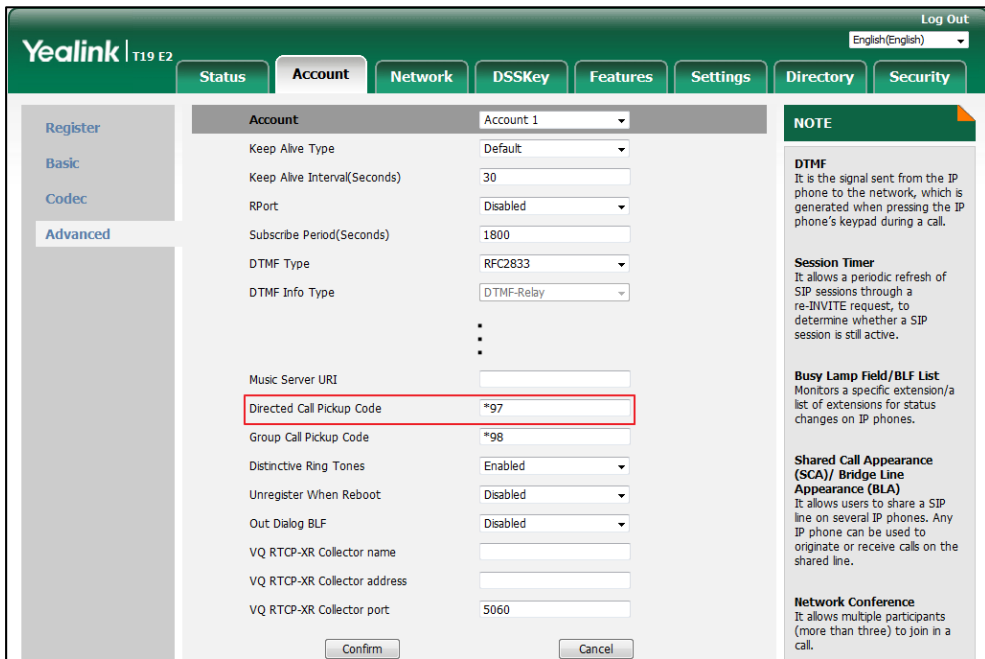 Log Out
Yealink T19 E2
English(English)
Status Account Network DSSKey Features Settings Directory Security
Register
Basic
Codec
Advanced
Account Account 1
Keep Alive Type Default
Keep Alive Interval(Seconds) 30
RPort Disabled
Subscribe Period(Seconds) 1800
DTMF Type RFC2833
DTMF Info Type DTMF-Relay
Music Server URI
Directed Call Pickup Code *97
Group Call Pickup Code *98
Distinctive Ring Tones Enabled
Unregister When Reboot Disabled
Out Dialog BLF Disabled
VQ RTCP-XR Collector name
VQ RTCP-XR Collector address
VQ RTCP-XR Collector port 5060
Confirm Cancel
NOTE
DTMF
It is the signal sent from the IP
phone to the network, which is
generated when pressing the IP
phone's keypad during a call.
Session Timer
It allows a periodic refresh of
SIP sessions through a
re-INVITE request, to
determine whether a SIP
session is still active.
Busy Lamp Field/BLF List
Monitors a specific extension/a
list of extensions for status
changes on IP phones.
Shared Call Appearance
(SCA)/ Bridge Line
Appearance (BLA)
It allows users to share a SIP
line on several IP phones. Any
IP phone can be used to
originate or receive calls on the
shared line.
Network Conference
It allows multiple participants
(more than three) to join in a
call.